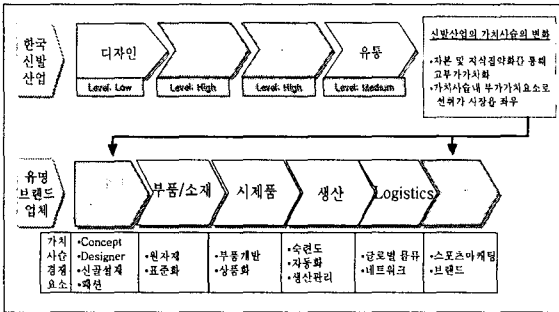 한국
신발
산업
디자인
유통
Level: Low
Level: High
Level: High
Level: Medium
신발산업의 가치사슬의 변화
•자본 및 지식집약화를 통해
고부가가치화
•가치사슬내 부가가치요소로
선취가 시장을 좌우
유명
브랜드
업체
부품/소재
시제품
생산
Logistics
가치
사슬
경쟁
요소
•Concept
•Designer
•신골설계
•패션
•원자재
•표준화
•부품개발
•상품화
•숙련도
•자동화
•생산관리
•글로벌 물류
•네트워크
•스포츠마케팅
•브랜드